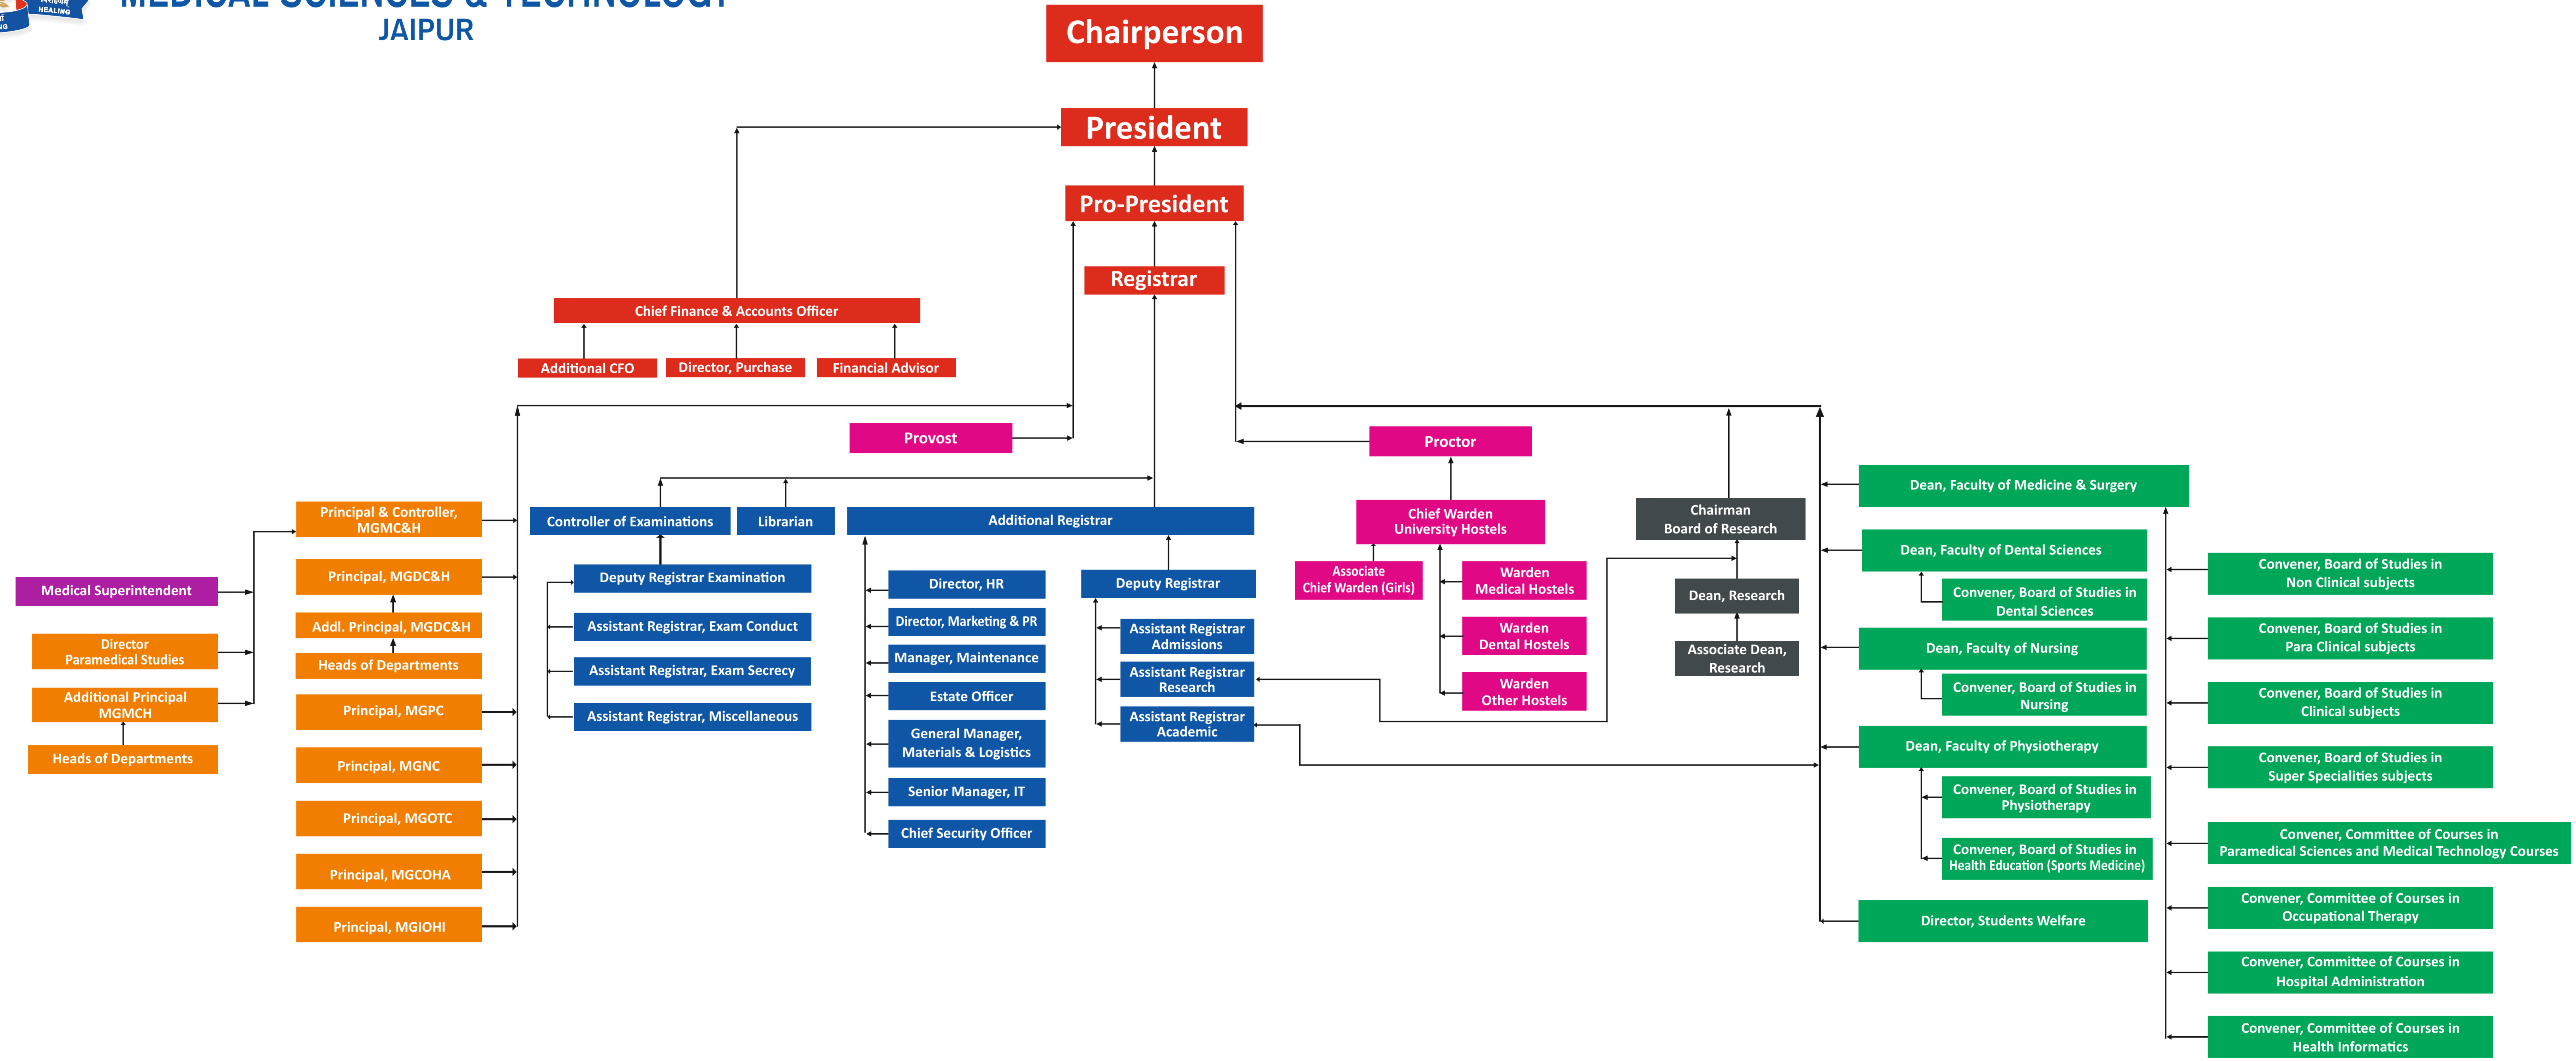 HEALING
MEDICAL SCIENCES & TECHNOLOGY
JAIPUR
Chairperson
President
Pro-President
Registrar
Chief Finance & Accounts Officer
Additional CFO
Director, Purchase
Financial Advisor
Provost
Proctor
Principal & Controller,
MGMC&H
Principal, MGDC&H
Addl. Principal, MGDC&H
Heads of Departments
Principal, MGPC
Principal, MGNC
Principal, MGOTC
Principal, MGCOHA
Principal, MGIOHI
Medical Superintendent
Director
Paramedical Studies
Additional Principal
MGMCH
Heads of Departments
Controller of Examinations
Librarian
Additional Registrar
Deputy Registrar Examination
Assistant Registrar, Exam Conduct
Assistant Registrar, Exam Secrecy
Assistant Registrar, Miscellaneous
Director, HR
Director, Marketing & PR
Manager, Maintenance
Estate Officer
General Manager,
Materials & Logistics
Senior Manager, IT
Chief Security Officer
Deputy Registrar
Assistant Registrar
Admissions
Assistant Registrar
Research
Assistant Registrar
Academic
Chief Warden
University Hostels
Associate
Chief Warden (Girls)
Warden
Medical Hostels
Warden
Dental Hostels
Warden
Other Hostels
Chairman
Board of Research
Dean, Research
Associate Dean,
Research
Dean, Faculty of Medicine & Surgery
Dean, Faculty of Dental Sciences
Convener, Board of Studies in
Dental Sciences
Dean, Faculty of Nursing
Convener, Board of Studies in
Nursing
Dean, Faculty of Physiotherapy
Convener, Board of Studies in
Physiotherapy
Convener, Board of Studies in
Health Education (Sports Medicine)
Director, Students Welfare
Convener, Board of Studies in
Non Clinical subjects
Convener, Board of Studies in
Para Clinical subjects
Convener, Board of Studies in
Clinical subjects
Convener, Board of Studies in
Super Specialities subjects
Convener, Committee of Courses in
Paramedical Sciences and Medical Technology Courses
Convener, Committee of Courses in
Occupational Therapy
Convener, Committee of Courses in
Hospital Administration
Convener, Committee of Courses in
Health Informatics